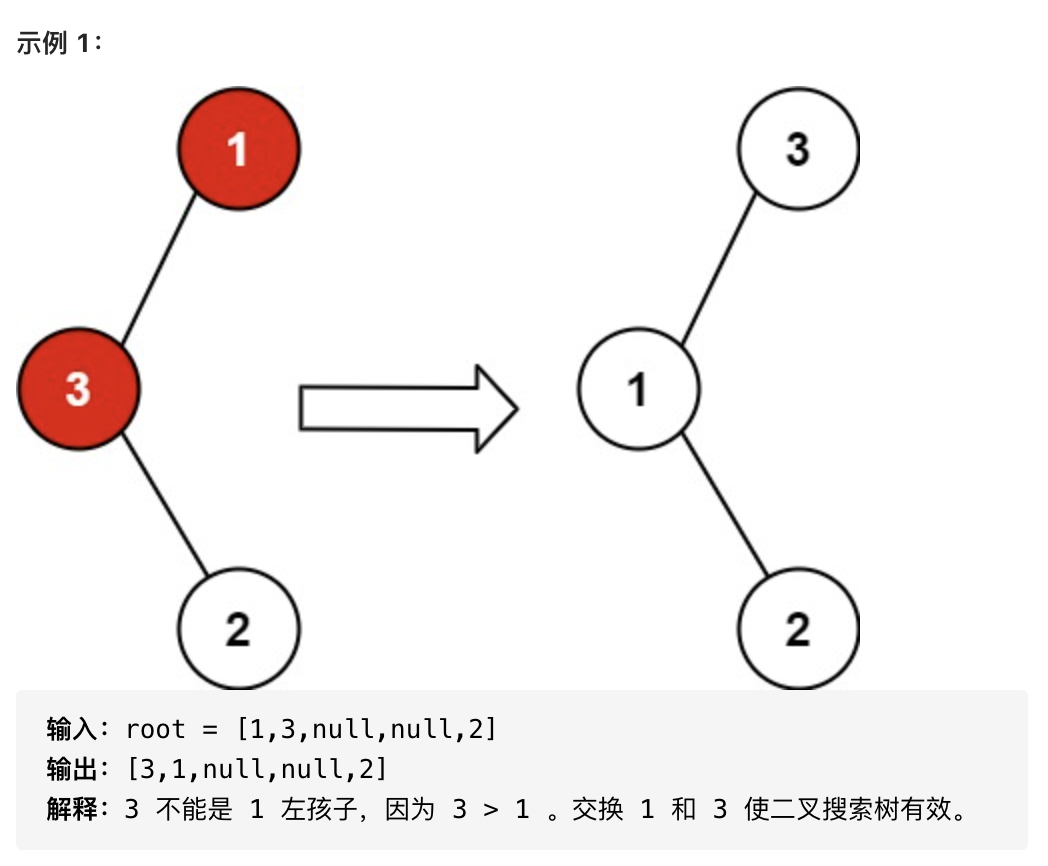 示例 1：
1
3
3
1
2
2
输入：root = [1,3,null,null,2]
输出：[3,1,null,null,2]
解释：3 不能是 1 左孩子，因为 3 > 1 。交换 1 和 3 使二叉搜索树有效。